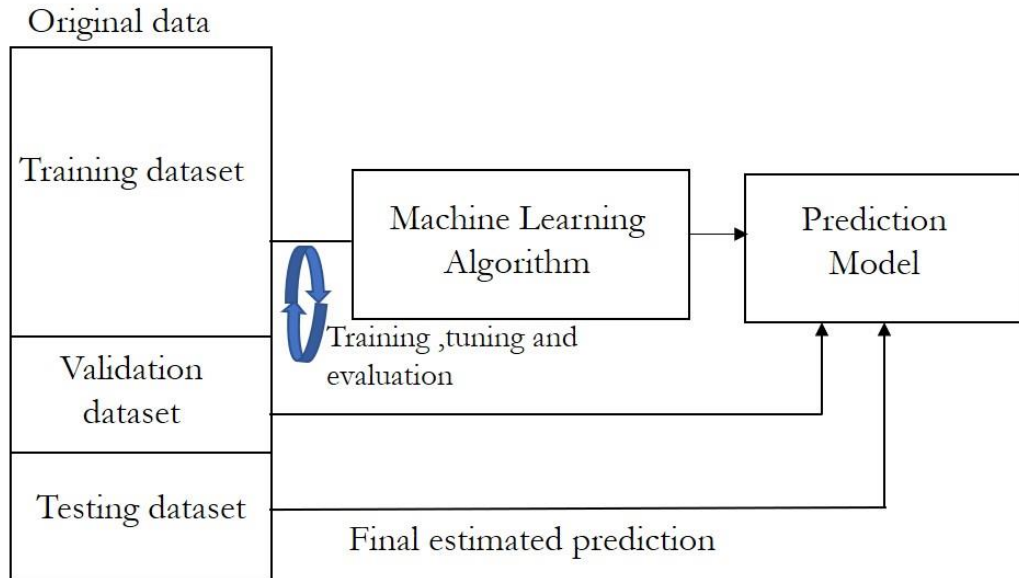 Original data
Training dataset
Machine Learning
Algorithm
Prediction
Model
Training ,tuning and
evaluation
Validation
dataset
Testing dataset
Final estimated prediction